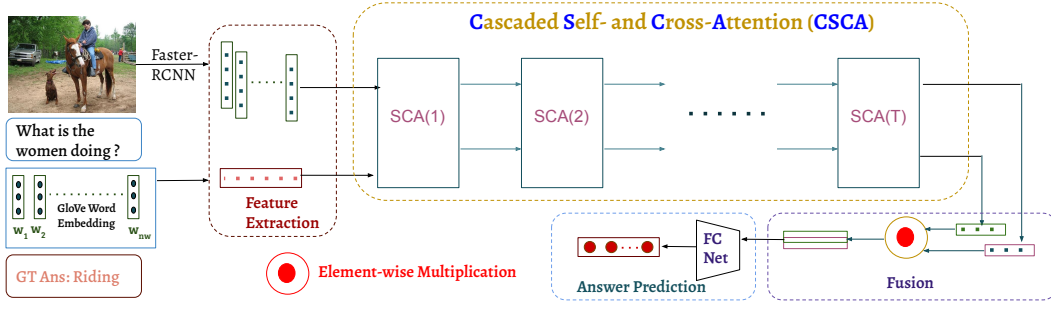 Cascaded Self- and Cross-Attention (CSCA)
Faster-
RCNN
SCA(1)
SCA(2)
SCA(T)
What is the
women doing ?
GloVe Word
Embedding
w1 w2 wnw
Feature
Extraction
GT Ans: Riding
Element-wise Multiplication
FC
Net
Answer Prediction
Fusion